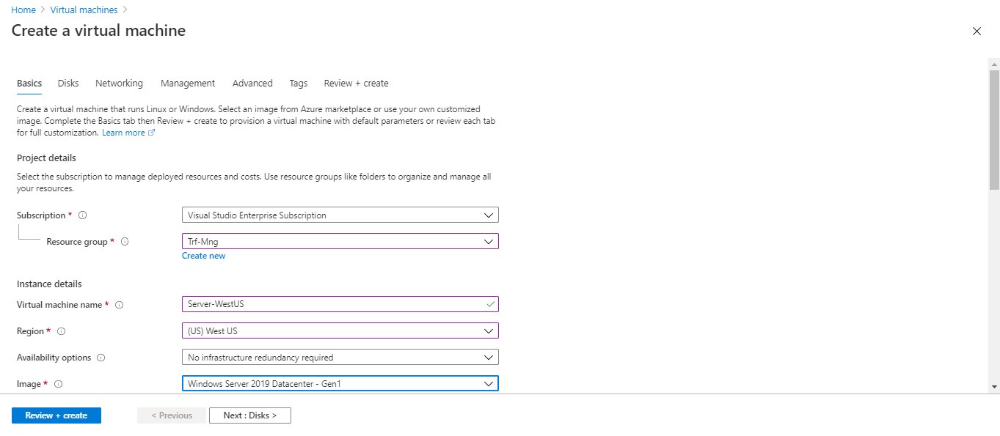 Home > Virtual machines >
Create a virtual machine
Basics Disks Networking Management Advanced Tags Review + create
Create a virtual machine that runs Linux or Windows. Select an image from Azure marketplace or use your own customized
image. Complete the Basics tab then Review + create to provision a virtual machine with default parameters or review each tab
for full customization. Learn more
Project details
Select the subscription to manage deployed resources and costs. Use resource groups like folders to organize and manage all
your resources.
Subscription * Visual Studio Enterprise Subscription
Resource group * Trf-Mng
Create new
Instance details
Virtual machine name * Server-WestUS
Region * (US) West US
Availability options No infrastructure redundancy required
Image * Windows Server 2019 Datacenter - Gen1
Review + create < Previous Next : Disks >